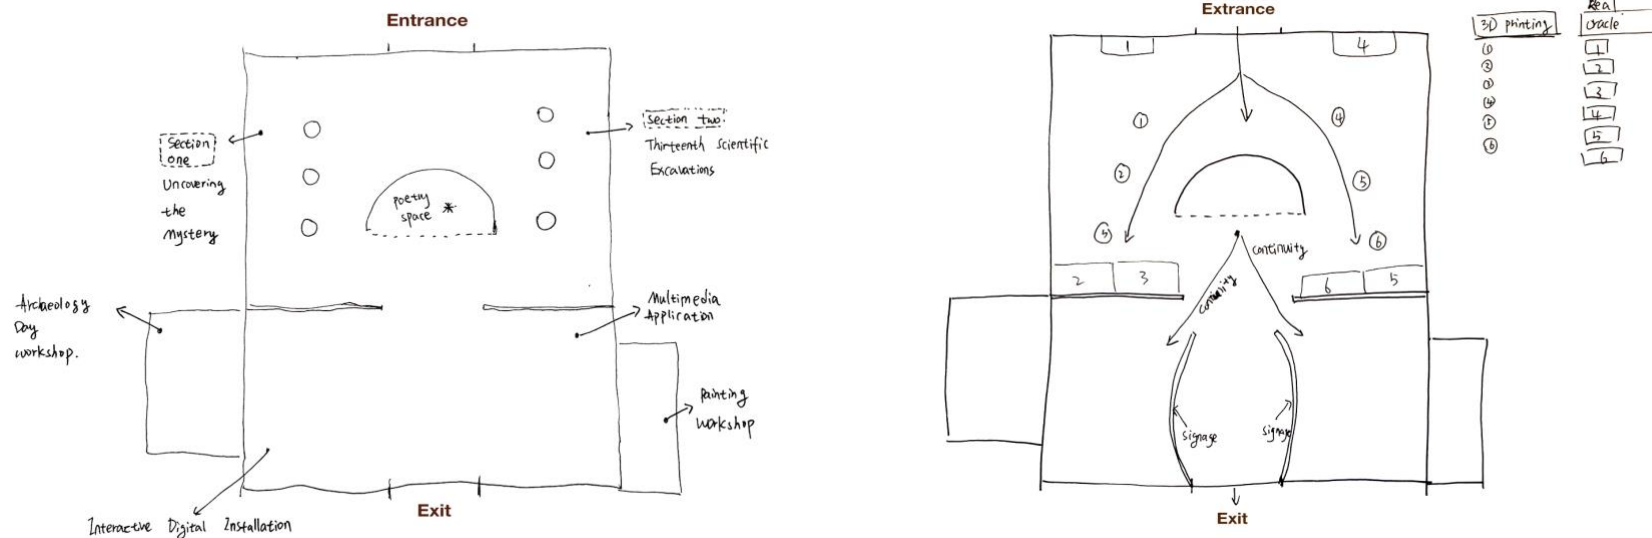 Entrance
Section
one
Uncovering
the
Mystery
Section two
Thirteenth Scientific
Excavations
poetry
space *
Archaeology
Day
workshop.
Multimedia
Application
Painting
workshop
Exit
Interactive Digital Installation
Extrance
1
4
①
④
②
⑤
③
⑥
continuity
continuity
2 3
6 5
signage
signage
Exit
3D printing
①
②
③
④
⑤
⑥
Real
oracle
1
2
3
4
5
6